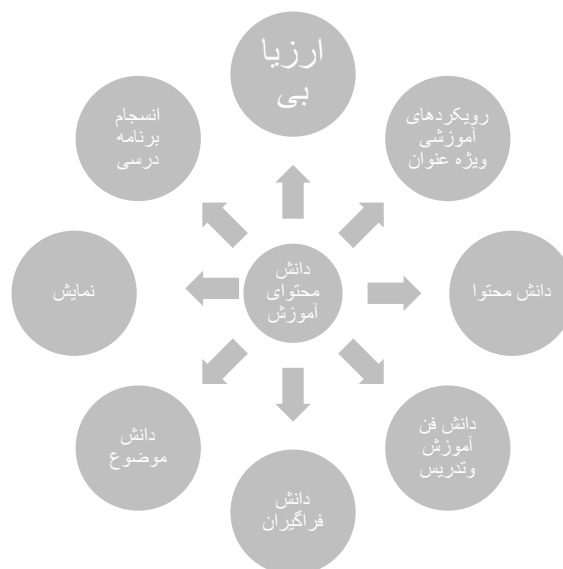 ارزیا
بی
رویکردهای
آموزشی
ویژه عنوان
دانش محتوا
دانش فن
آموزش
وتدریس
دانش
فراگیران
دانش
موضوع
نمایش
انسجام
برنامه
درسی
دانش
محتوای
آموزش